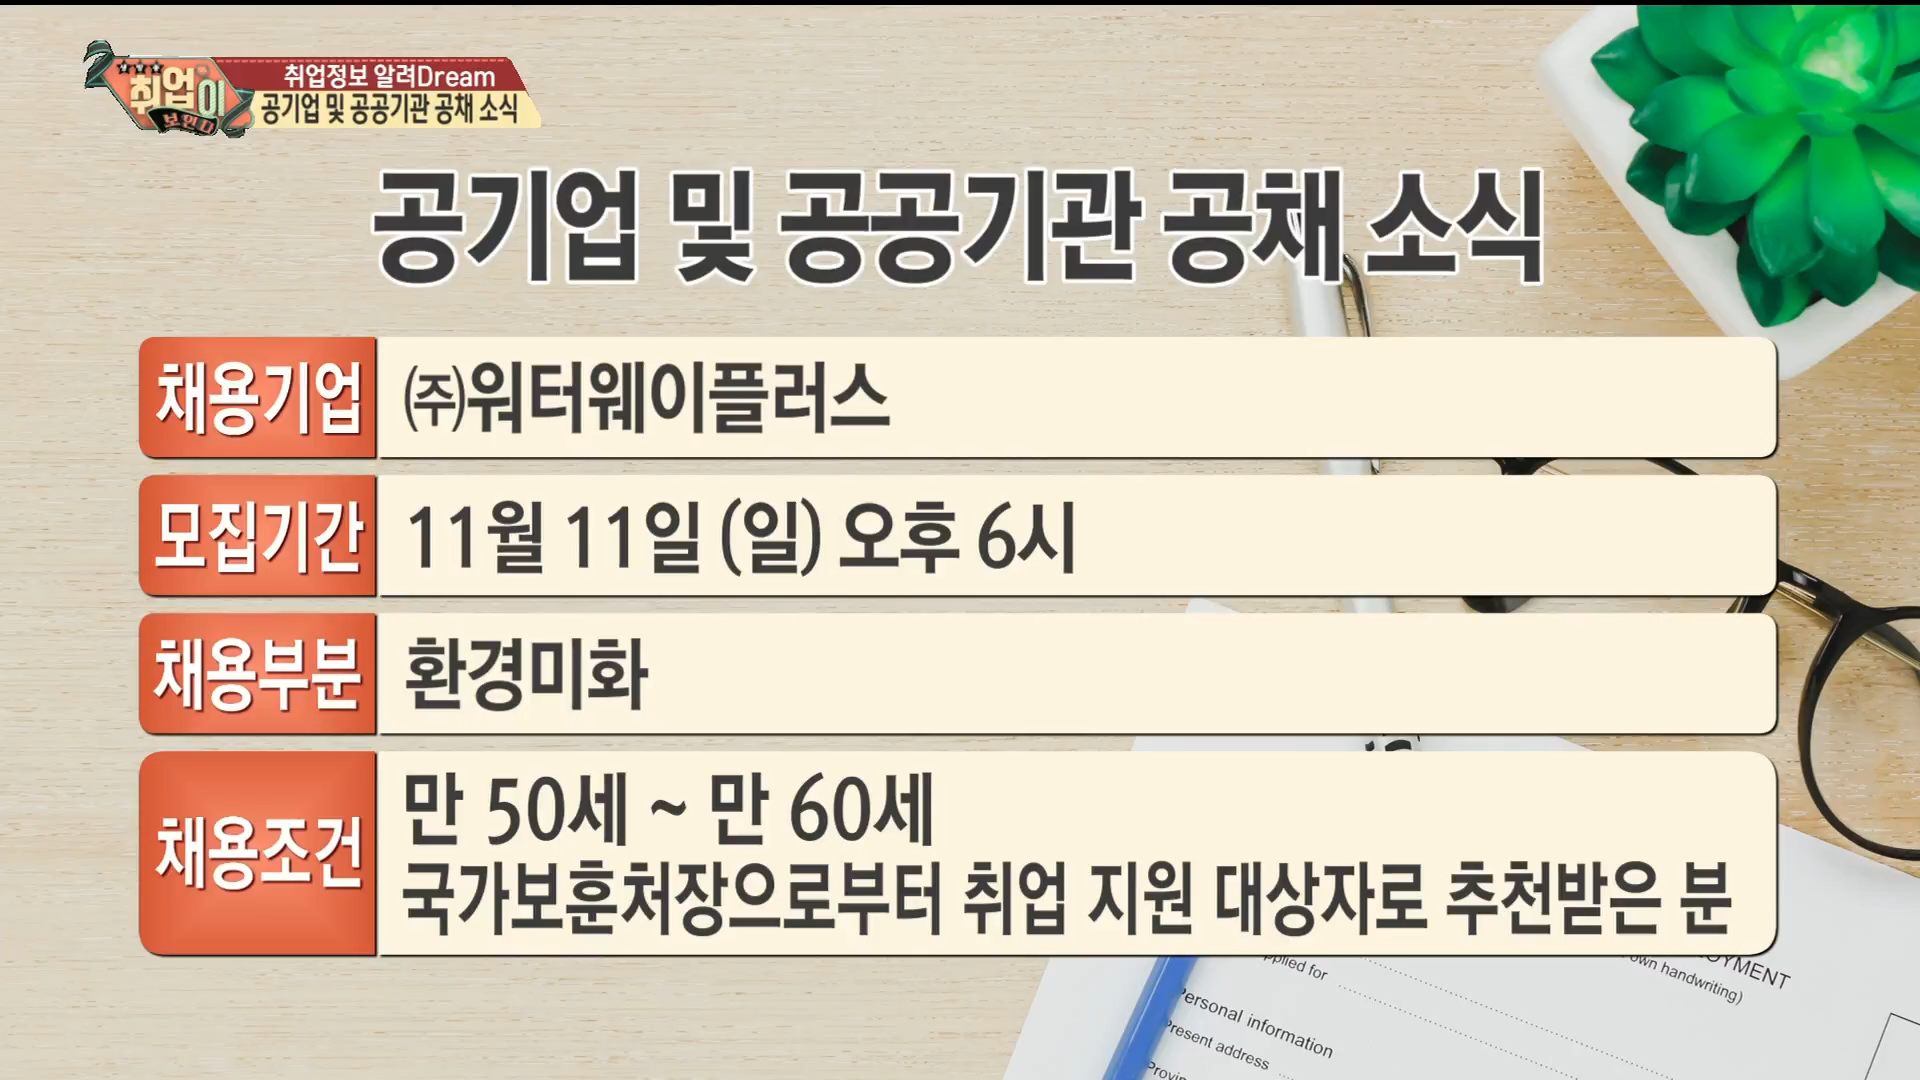 취업이
보인다
취업정보 알려Dream
공기업 및 공공기관 공채 소식
공기업 및 공공기관 공채 소식
채용기업
㈜워터웨이플러스
모집기간
11월 11일 (일) 오후 6시
채용부분
환경미화
채용조건
만 50세 ~ 만 60세
국가보훈처장으로부터 취업 지원 대상자로 추천받은 분
own handwriting)
Personal information
Present address